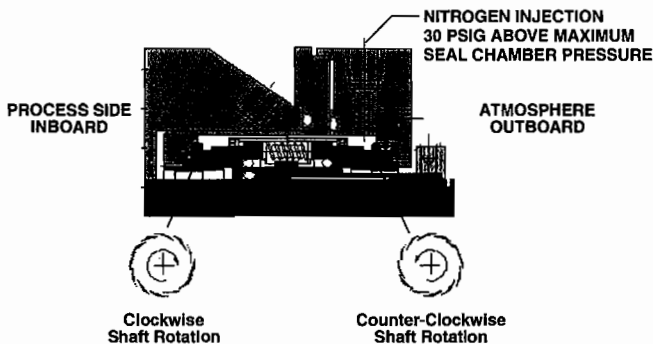 NITROGEN INJECTION
30 PSIG ABOVE MAXIMUM
SEAL CHAMBER PRESSURE
PROCESS SIDE
INBOARD
ATMOSPHERE
OUTBOARD
Clockwise
Shaft Rotation
Counter-Clockwise
Shaft Rotation